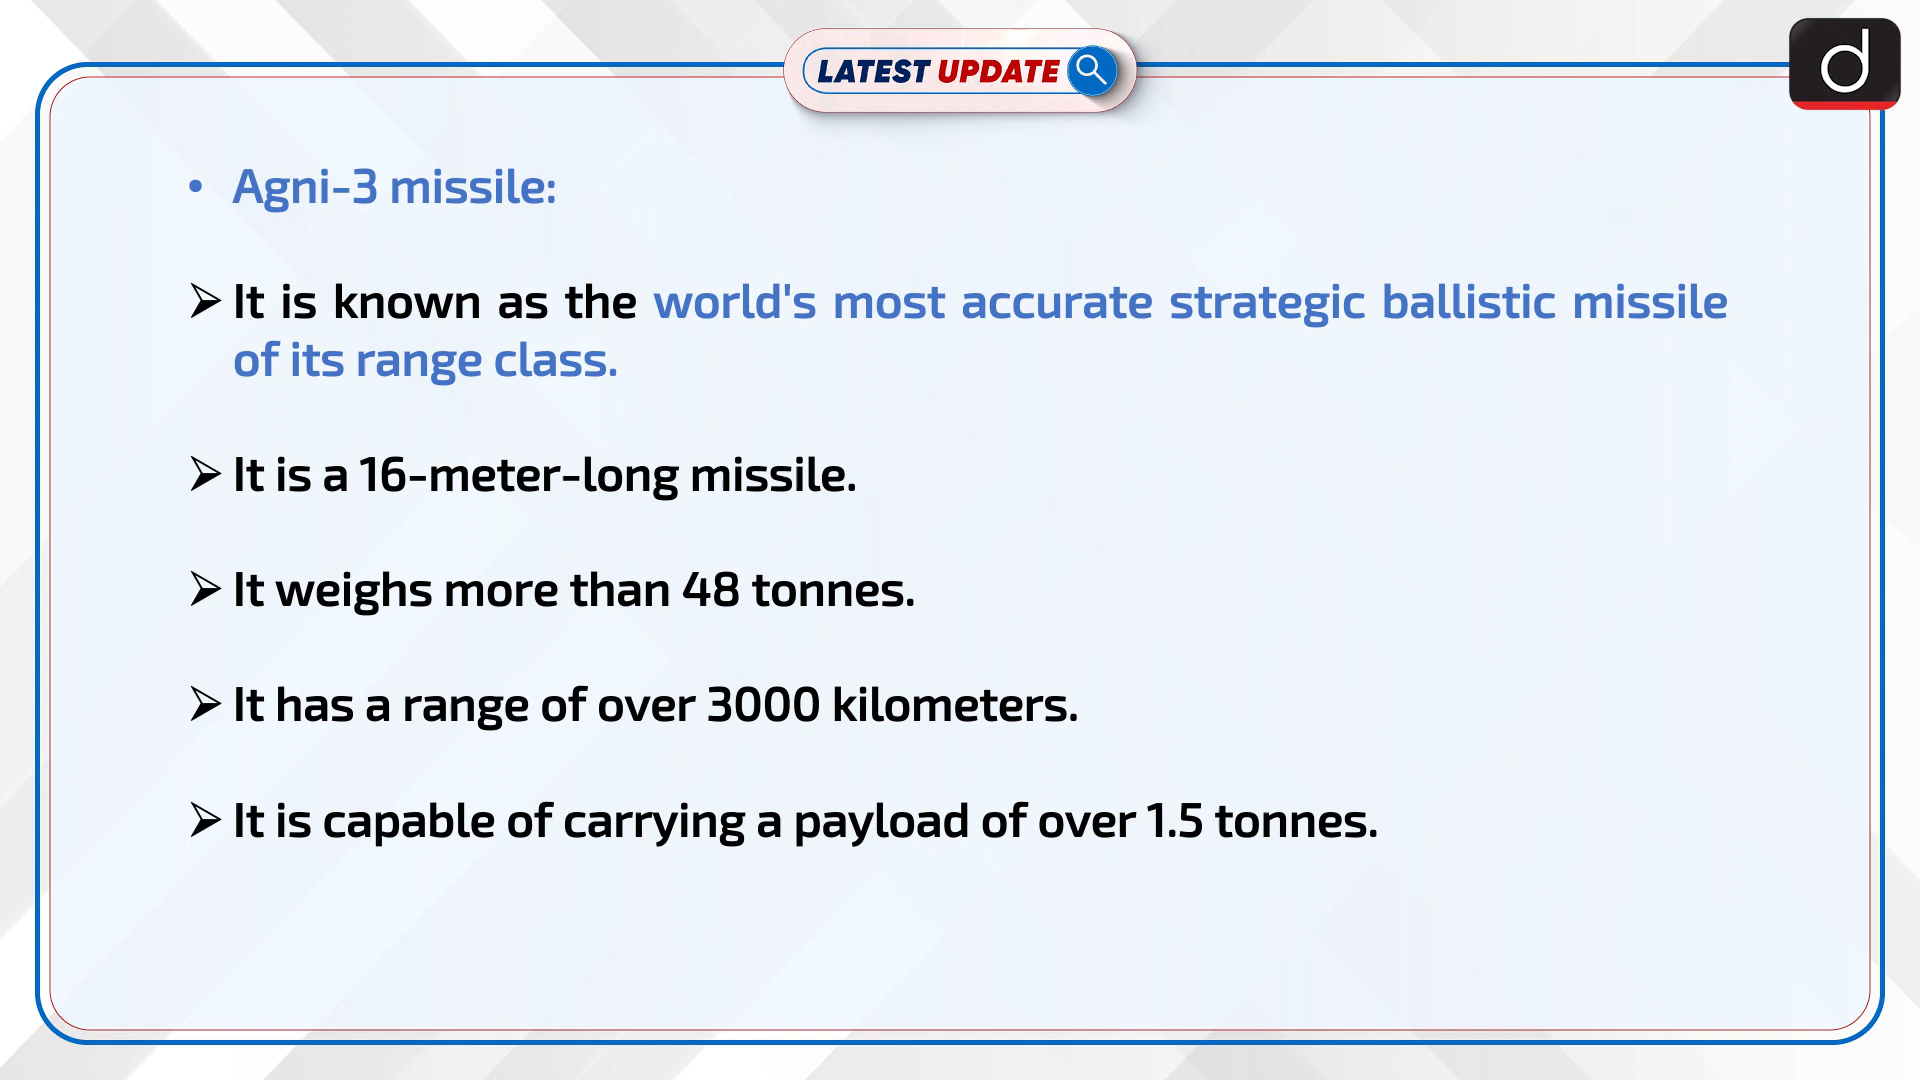 LATEST UPDATE
d
• Agni-3 missile:
➢ It is known as the world's most accurate strategic ballistic missile
of its range class.
➢ It is a 16-meter-long missile.
➢ It weighs more than 48 tonnes.
➢ It has a range of over 3000 kilometers.
➢ It is capable of carrying a payload of over 1.5 tonnes.